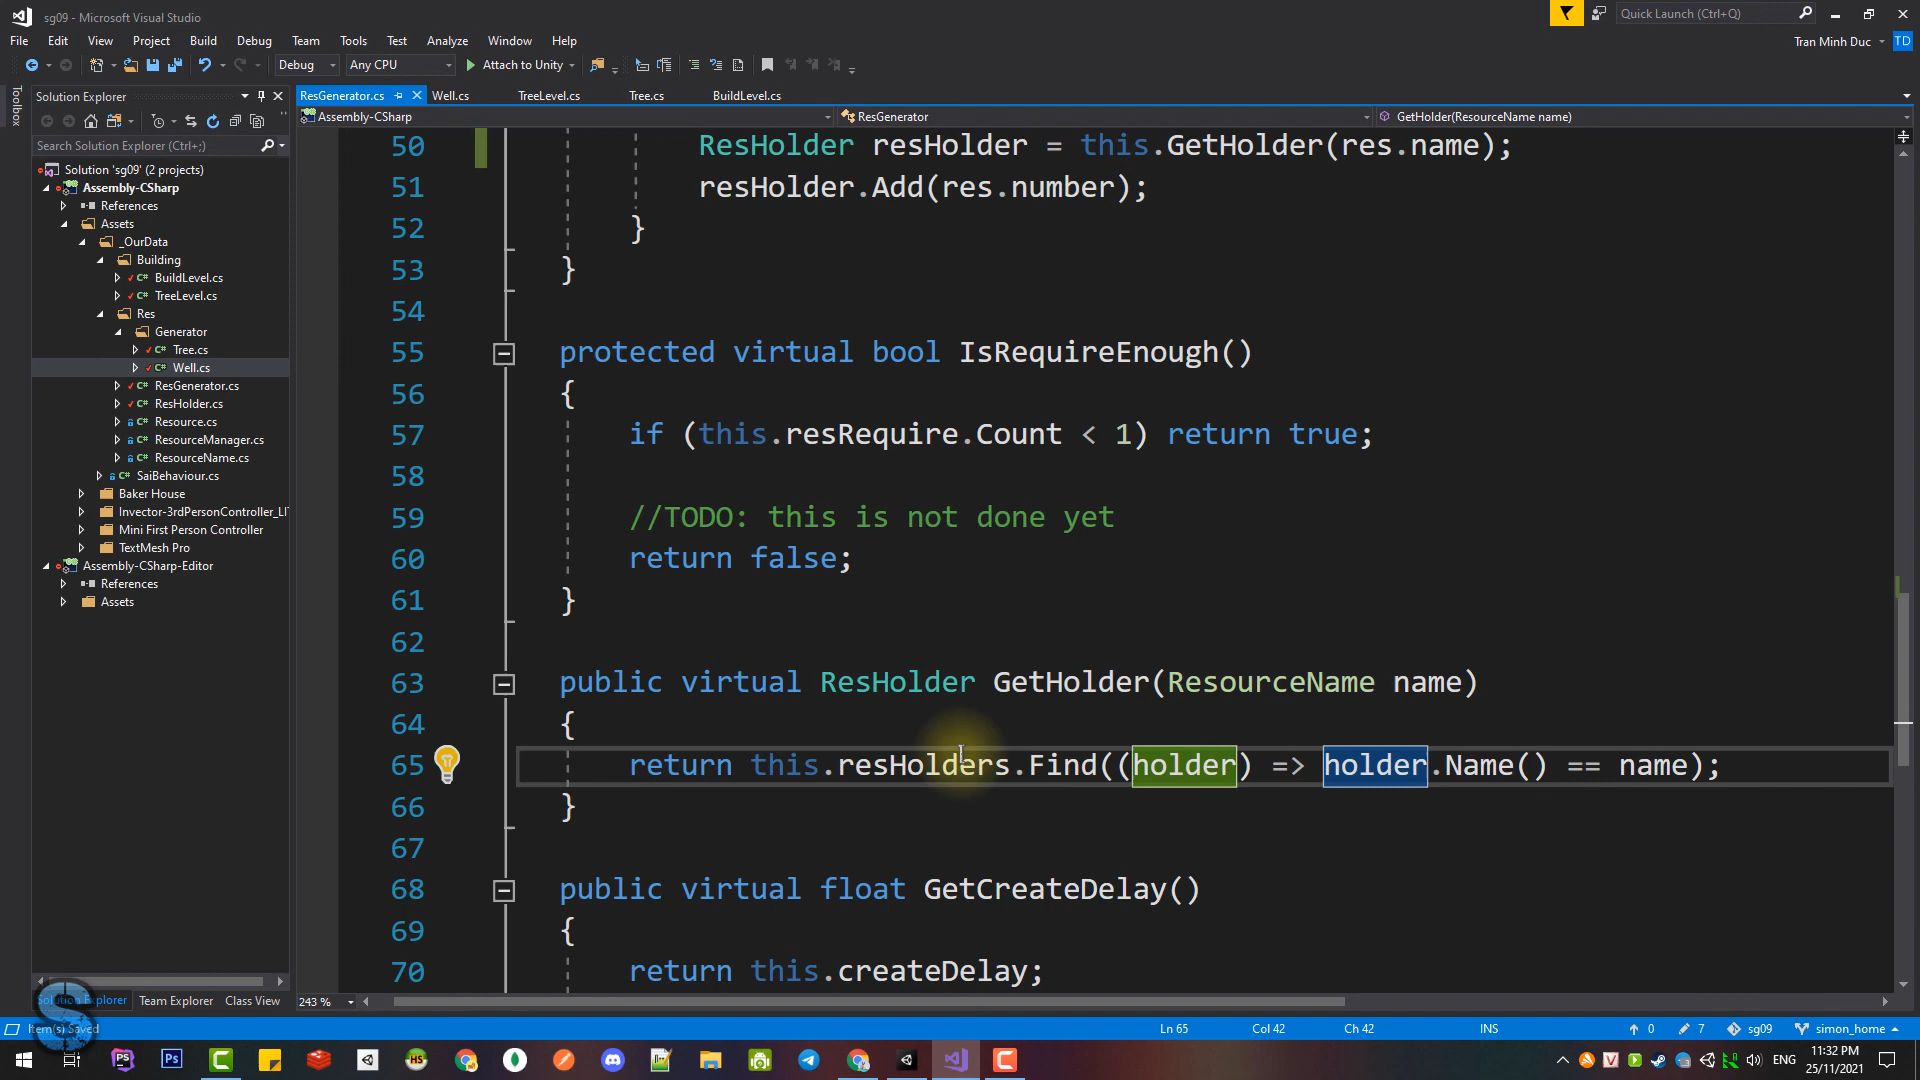 sg09 - Microsoft Visual Studio
Quick Launch (Ctrl+Q)
File Edit View Project Build Debug Team Tools Test Analyze Window Help
Tran Minh Duc TD
Debug Any CPU Attach to Unity
Toolbox
Solution Explorer
ResGenerator.cs Well.cs TreeLevel.cs Tree.cs BuildLevel.cs
Assembly-CSharp ResGenerator GetHolder(ResourceName name)
Search Solution Explorer (Ctrl+;)
Solution 'sg09' (2 projects)
Assembly-CSharp
References
Assets
_OurData
Building
C# BuildLevel.cs
C# TreeLevel.cs
Res
Generator
C# Tree.cs
C# Well.cs
C# ResGenerator.cs
C# ResHolder.cs
C# Resource.cs
C# ResourceManager.cs
C# ResourceName.cs
C# SaiBehaviour.cs
Baker House
Invector-3rdPersonController_LI
Mini First Person Controller
TextMesh Pro
Assembly-CSharp-Editor
References
Assets
50 ResHolder resHolder = this.GetHolder(res.name);
51 resHolder.Add(res.number);
52 }
53 }
54
55 protected virtual bool IsRequireEnough()
56 {
57 if (this.resRequire.Count < 1) return true;
58
59 //TODO: this is not done yet
60 return false;
61 }
62
63 public virtual ResHolder GetHolder(ResourceName name)
64 {
65 return this.resHolders.Find((holder) => holder.Name() == name);
66 }
67
68 public virtual float GetCreateDelay()
69 {
70 return this.createDelay;
Solution Explorer Team Explorer Class View
243 %
Item(s) Saved
Ln 65 Col 42 Ch 42 INS 0 7 sg09 simon_home
ENG
11:32 PM
25/11/2021